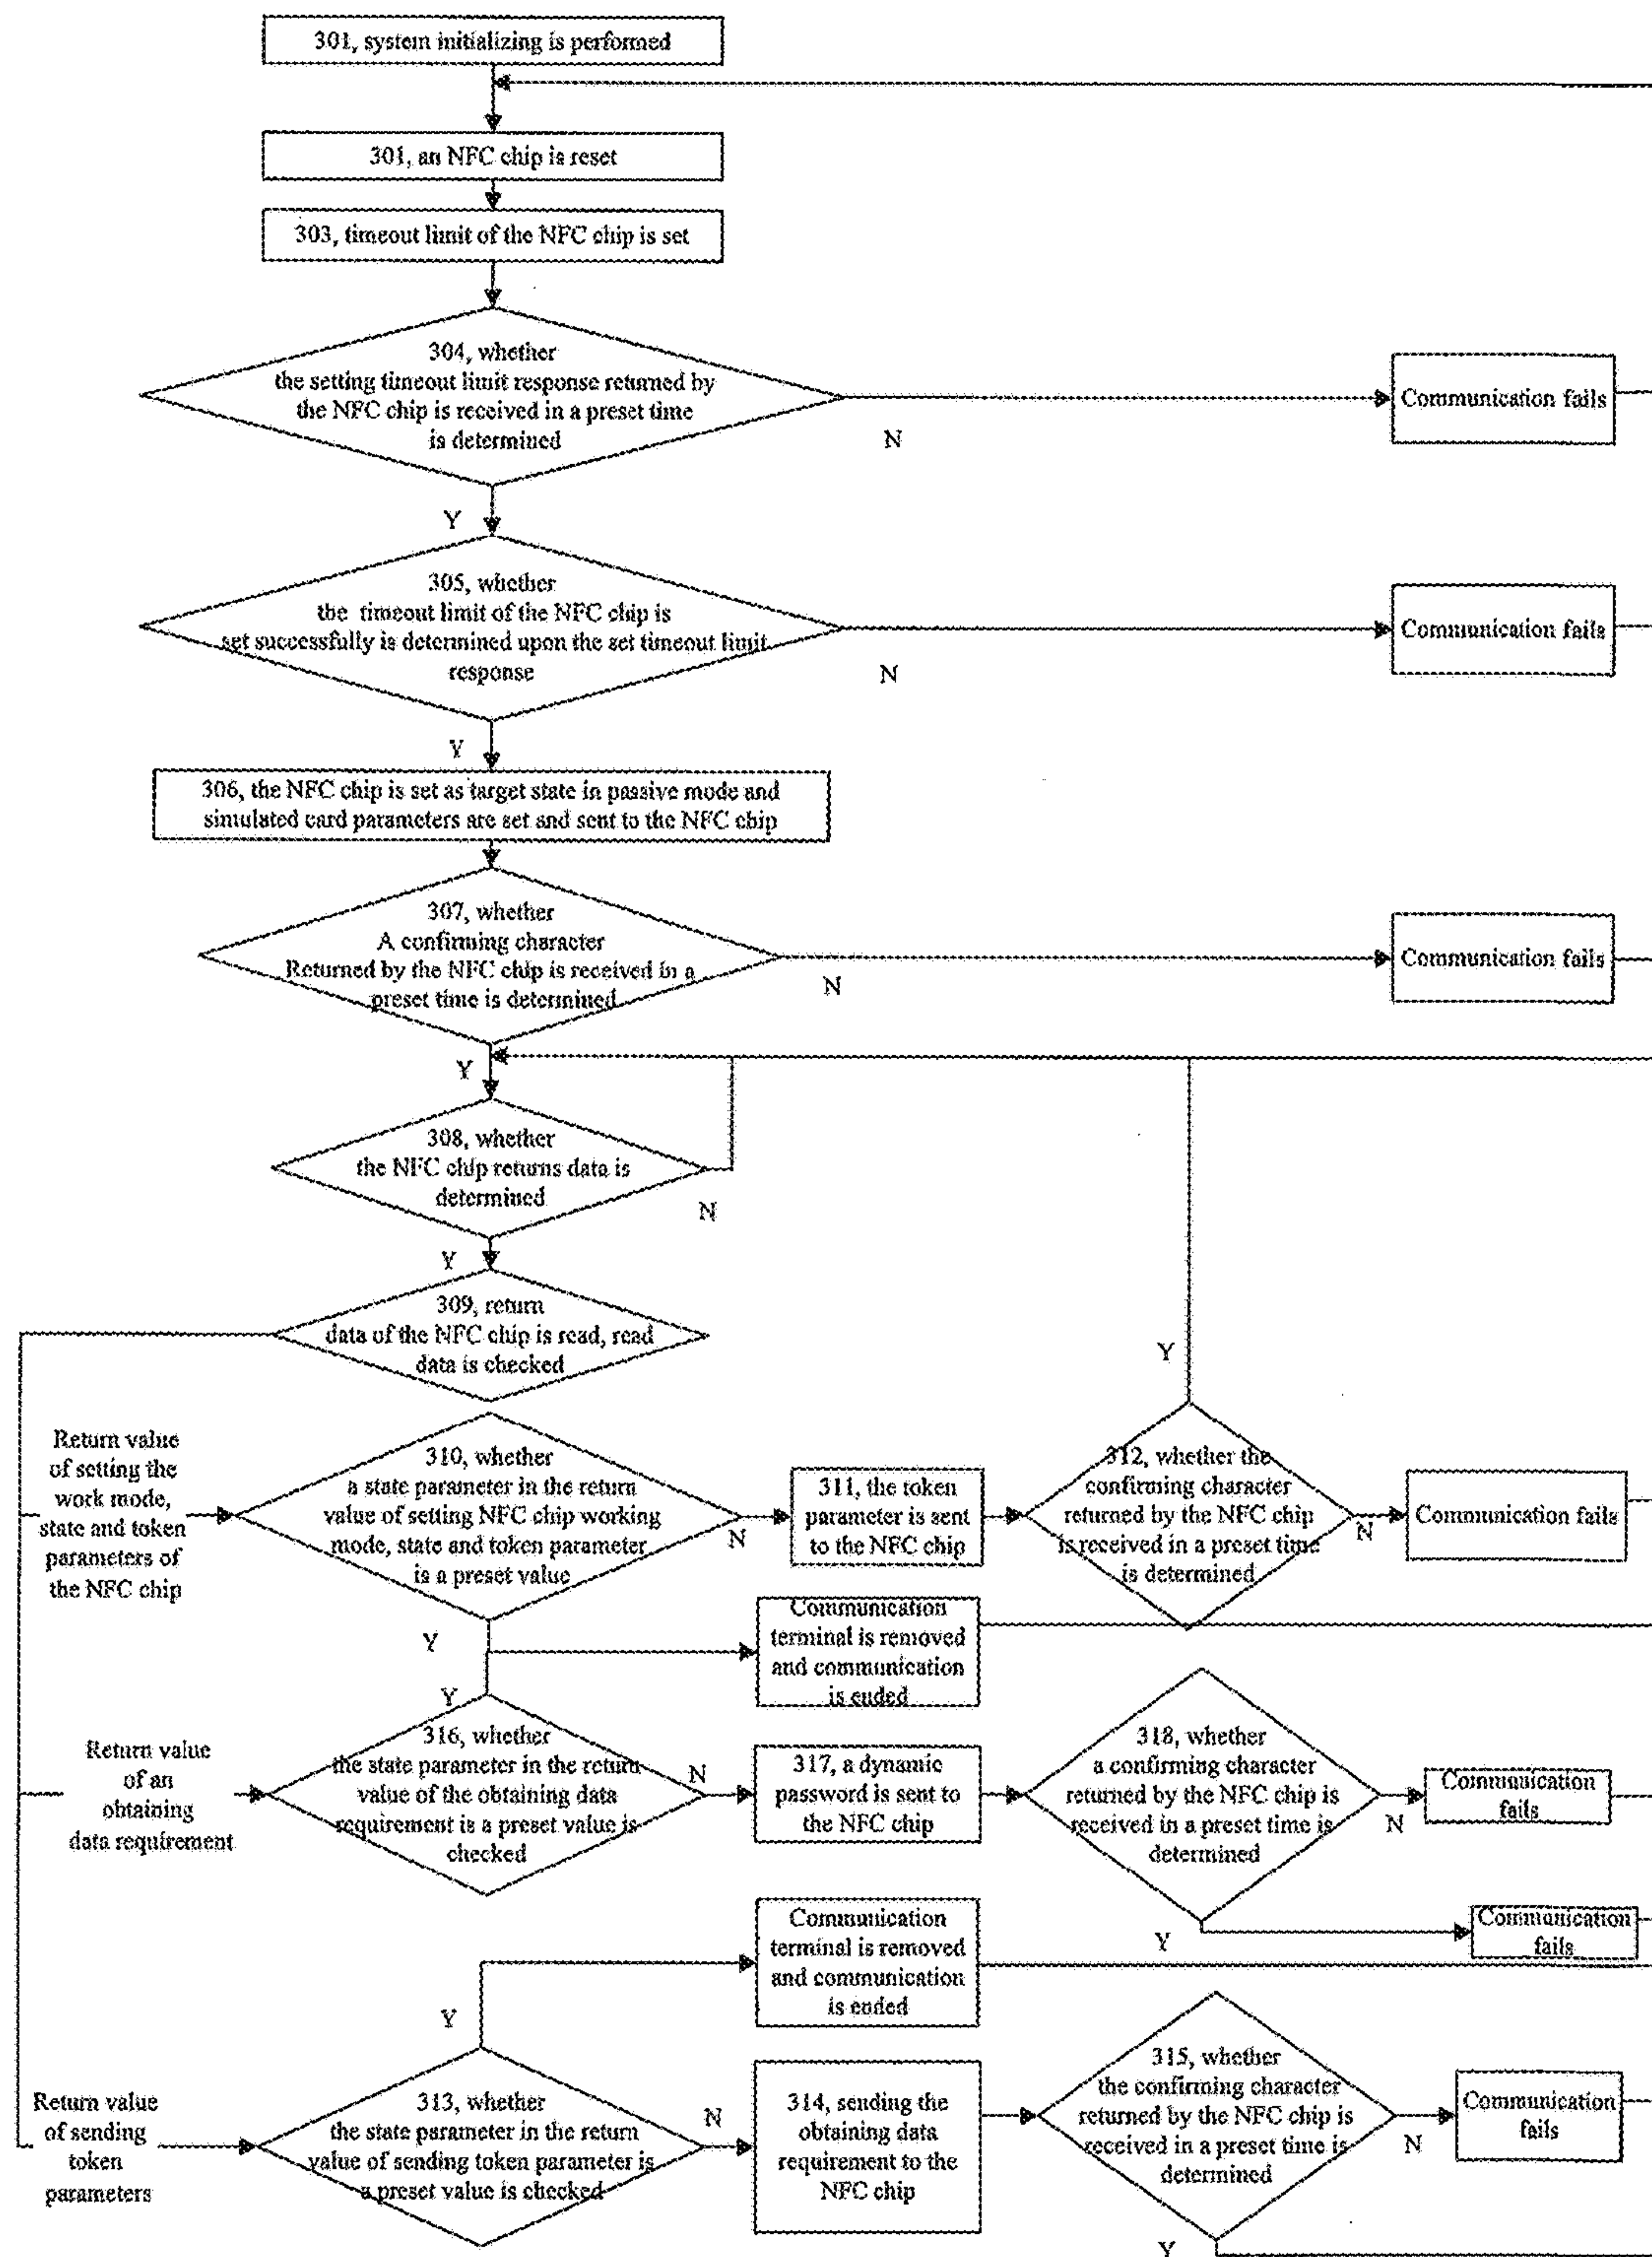 301, system initializing is performed
301, an NFC chip is reset
303, timeout limit of the NFC chip is set
304, whether
the setting timeout limit response returned by
the NFC chip is received in a preset time
is determined
Communication fails
N
Y
305, whether
the timeout limit of the NFC chip is
set successfully is determined upon the set timeout limit
response
Communication fails
N
Y
306, the NFC chip is set as target state in passive mode and
simulated card parameters are set and sent to the NFC chip
307, whether
A confirming character
Returned by the NFC chip is received in a
preset time is determined
Communication fails
N
Y
308, whether
the NFC chip returns data is
determined
N
Y
309, return
data of the NFC chip is read, read
data is checked
Y
Return value
of setting the
work mode,
state and token
parameters of
the NFC chip
310, whether
a state parameter in the return
value of setting NFC chip working
mode, state and token parameter
is a preset value
N
311, the token
parameter is sent
to the NFC chip
312, whether the
confirming character
returned by the NFC chip
is received in a preset time
is determined
N
Communication fails
Y
Communication
terminal is removed
and communication
is ended
Y
Return value
of an
obtaining
data requirement
316, whether
the state parameter in the return
value of the obtaining data
requirement is a preset value is
checked
N
317, a dynamic
password is sent to
the NFC chip
318, whether
a confirming character
returned by the NFC chip is
received in a preset time is
determined
N
Communication
fails
Y
Communication
fails
Communication
terminal is removed
and communication
is ended
Y
Return value
of sending
token
parameters
313, whether
the state parameter in the return
value of sending token parameter is
a preset value is checked
N
314, sending the
obtaining data
requirement to the
NFC chip
315, whether
the confirming character
returned by the NFC chip is
received in a preset time is
determined
N
Communication
fails
Y